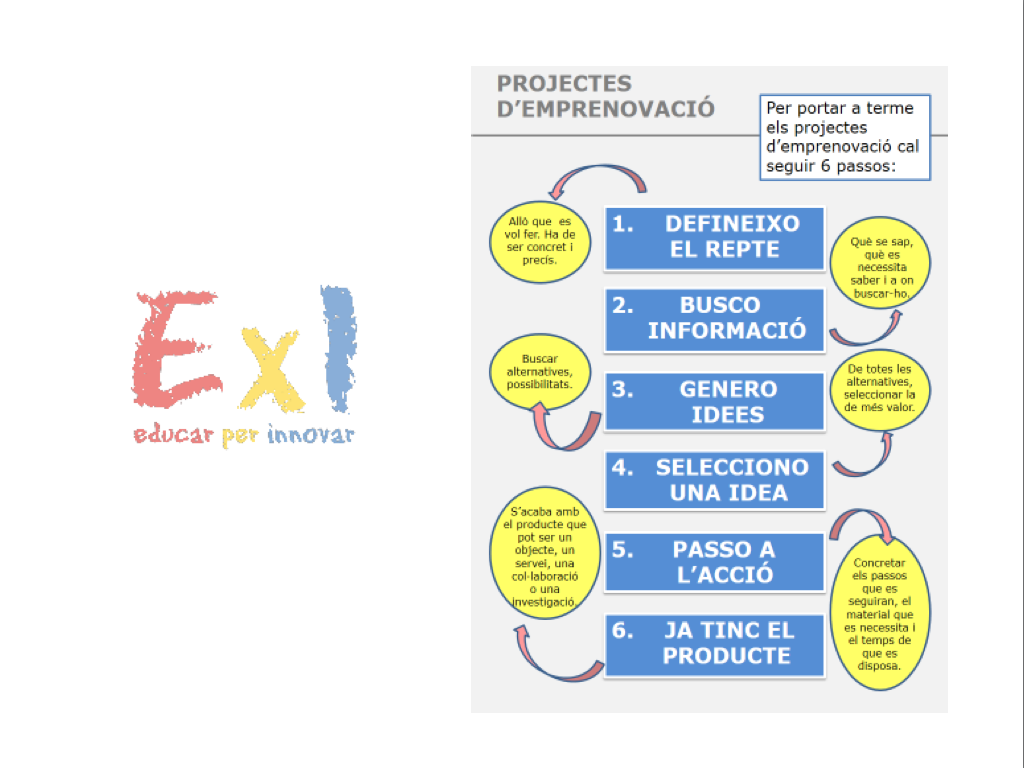 ExI
educar per innovar
PROJECTES
D'EMPRENOVACIÓ
Per portar a terme
els projectes
d'emprenovació cal
seguir 6 passos:
1. DEFINEIXO
EL REPTE
Allò que es
vol fer. Ha de
ser concret i
precís.
2. BUSCO
INFORMACIÓ
Què se sap,
què es
necessita
saber i a on
buscar-ho.
3. GENERO
IDEES
Buscar
alternatives,
possibilitats.
4. SELECCIONO
UNA IDEA
De totes les
alternatives,
seleccionar la
de més valor.
5. PASSO A
L'ACCIÓ
Concretar
els passos
que es
seguiran, el
material que
es necessita i
el temps de
que es
disposa.
6. JA TINC EL
PRODUCTE
S'acaba amb
el producte que
pot ser un
objecte, un
servei, una
col·laboració
o una
investigació.